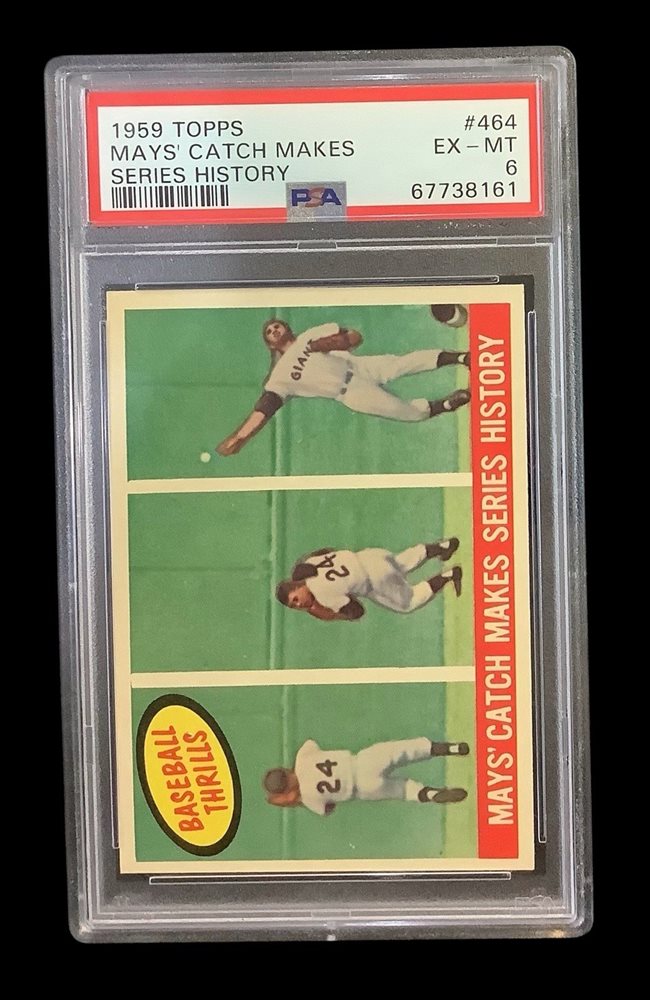 1959 TOPPS #464
MAYS' CATCH MAKES EX - MT
SERIES HISTORY 6
PSA 67738161
GIANT
24
24
BASEBALL
THRILLS
MAYS' CATCH MAKES SERIES HISTORY